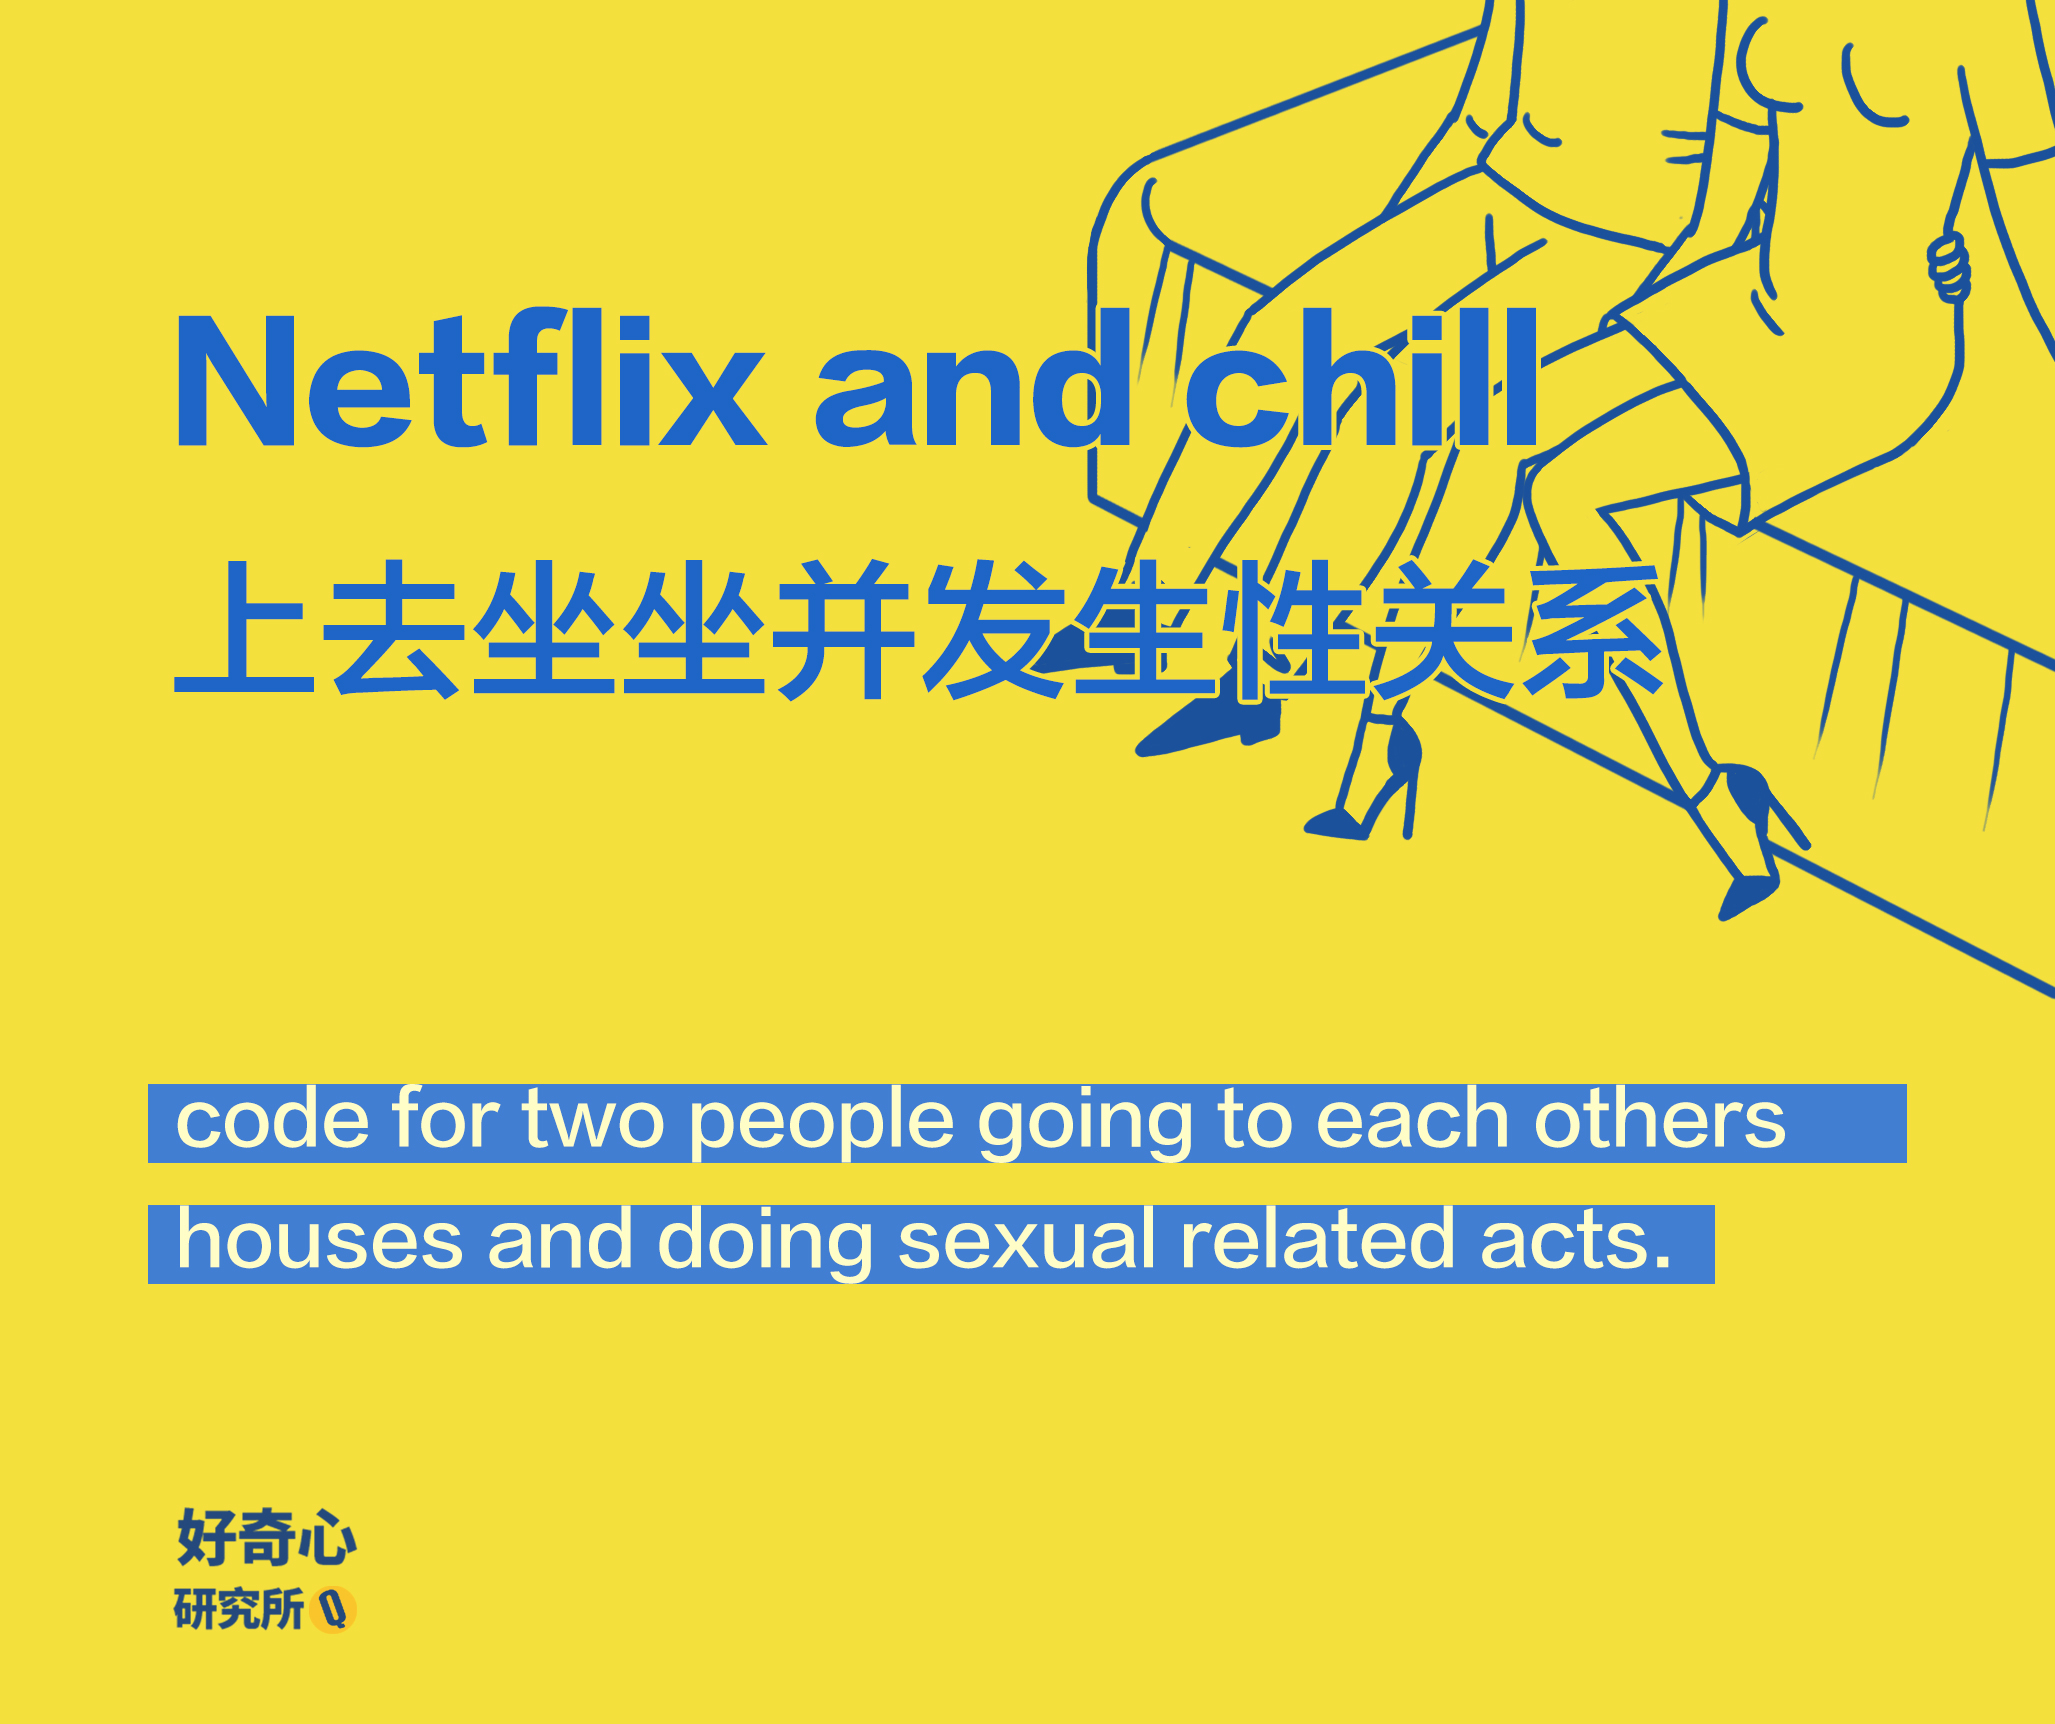 Netflix and chill
上去坐坐并发生性关系
code for two people going to each others
houses and doing sexual related acts.
好奇心
研究所Q